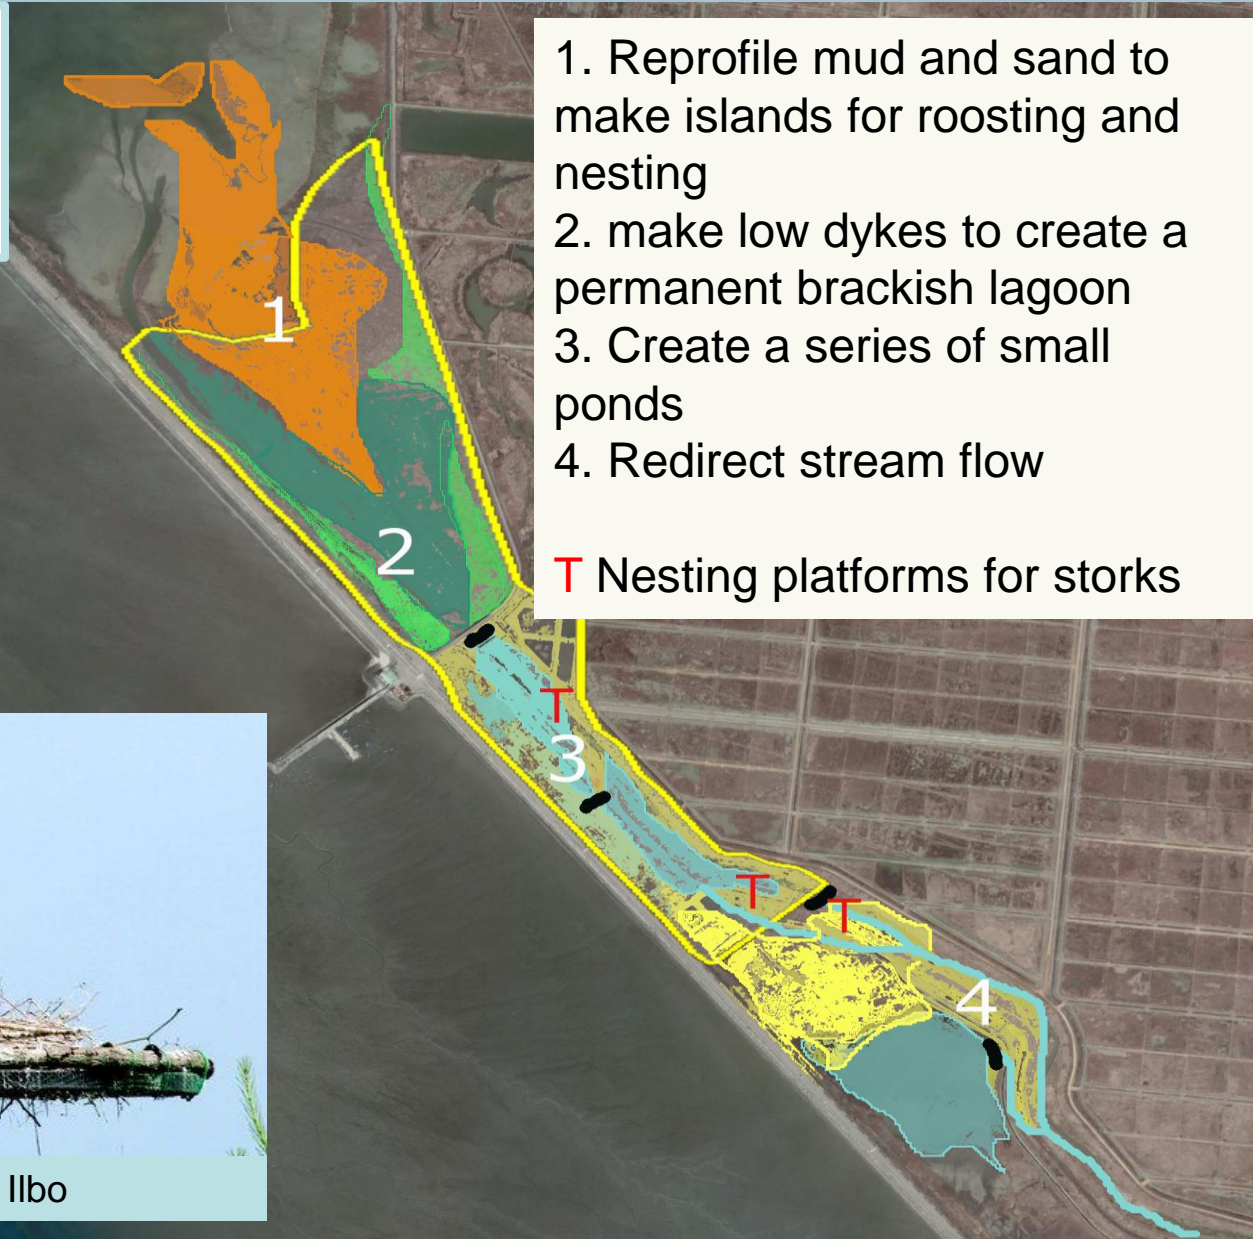 1. Reprofile mud and sand to
make islands for roosting and
nesting
2. make low dykes to create a
permanent brackish lagoon
3. Create a series of small
ponds
4. Redirect stream flow
T Nesting platforms for storks
1
2
T
3
T
T
4
Ilbo